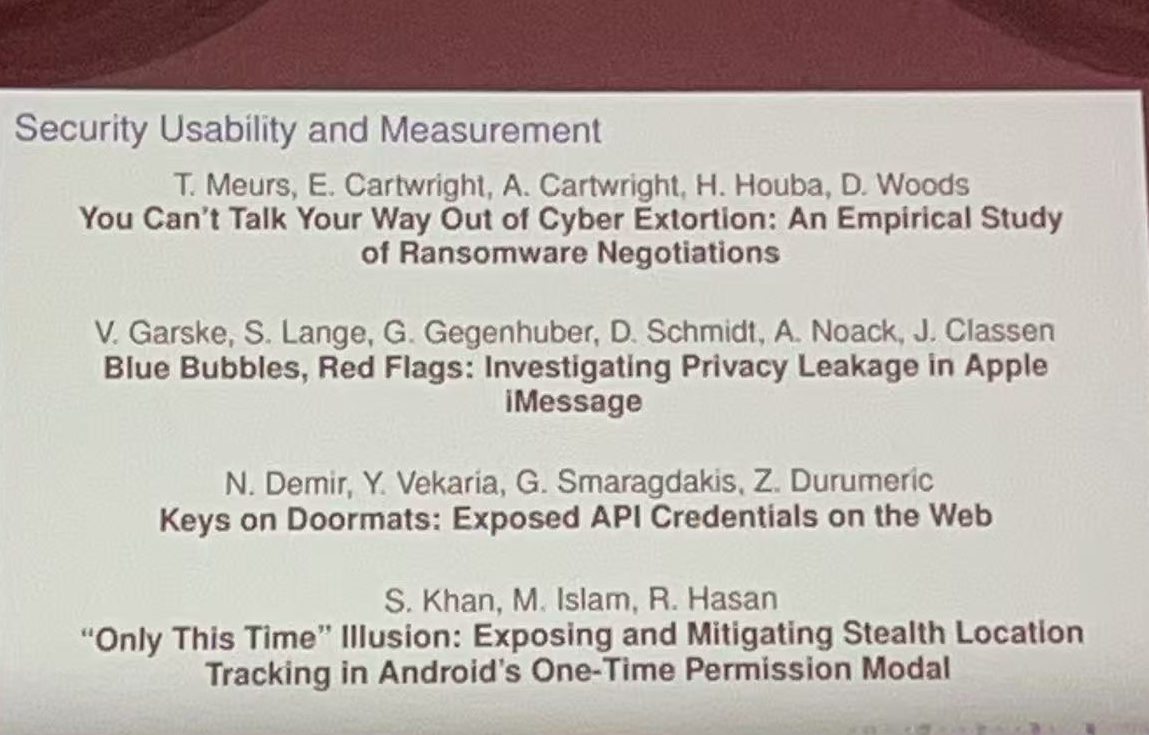 Security Usability and Measurement
T. Meurs, E. Cartwright, A. Cartwright, H. Houba, D. Woods
You Can't Talk Your Way Out of Cyber Extortion: An Empirical Study
of Ransomware Negotiations
V. Garske, S. Lange, G. Gegenhuber, D. Schmidt, A. Noack, J. Classen
Blue Bubbles, Red Flags: Investigating Privacy Leakage in Apple
iMessage
N. Demir, Y. Vekaria, G. Smaragdakis, Z. Durumeric
Keys on Doormats: Exposed API Credentials on the Web
S. Khan, M. Islam, R. Hasan
“Only This Time” Illusion: Exposing and Mitigating Stealth Location
Tracking in Android's One-Time Permission Modal